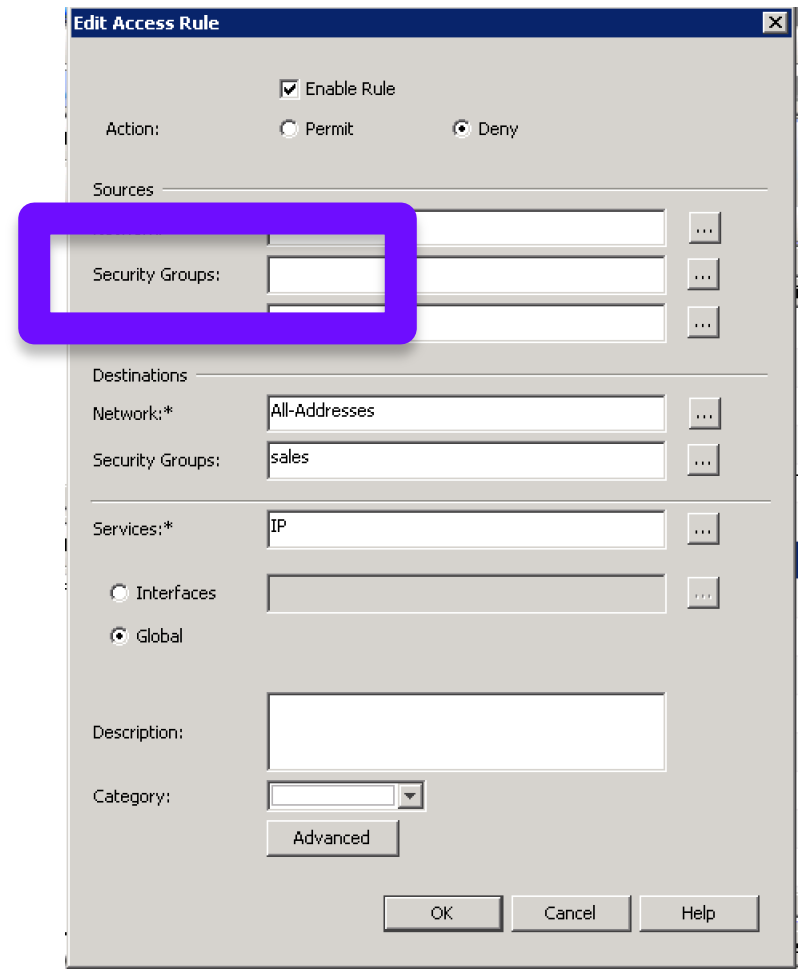 Edit Access Rule
Enable Rule
Action:
Permit
Deny
Sources
...
Security Groups:
...
...
Destinations
Network:*
All-Addresses
...
Security Groups:
sales
...
Services:*
IP
...
Interfaces
...
Global
Description:
Category:
Advanced
OK
Cancel
Help